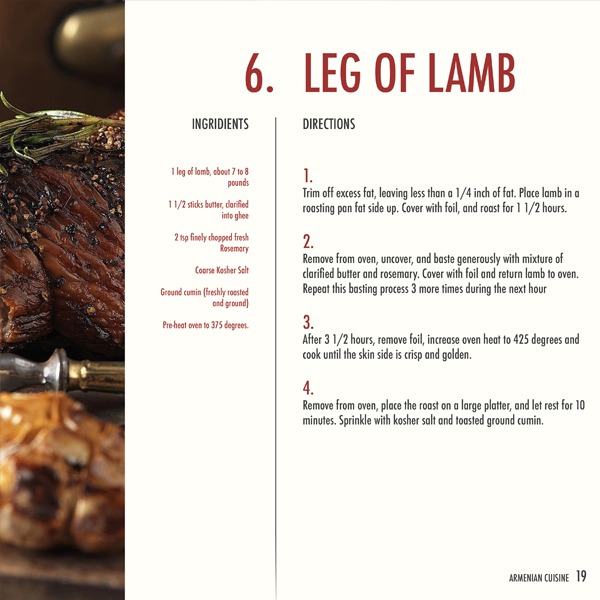 6. LEG OF LAMB
INGRIDIENTS
1 leg of lamb, about 7 to 8
pounds
1 1/2 sticks butter, clarified
into ghee
2 tsp finely chopped fresh
Rosemary
Coarse Kosher Salt
Ground cumin (freshly roasted
and ground)
Pre-heat oven to 375 degrees.
DIRECTIONS
1.
Trim off excess fat, leaving less than a 1/4 inch of fat. Place lamb in a
roasting pan fat side up. Cover with foil, and roast for 1 1/2 hours.
2.
Remove from oven, uncover, and baste generously with mixture of
clarified butter and rosemary. Cover with foil and return lamb to oven.
Repeat this basting process 3 more times during the next hour
3.
After 3 1/2 hours, remove foil, increase oven heat to 425 degrees and
cook until the skin side is crisp and golden.
4.
Remove from oven, place the roast on a large platter, and let rest for 10
minutes. Sprinkle with kosher salt and toasted ground cumin.
ARMENIAN CUISINE 19